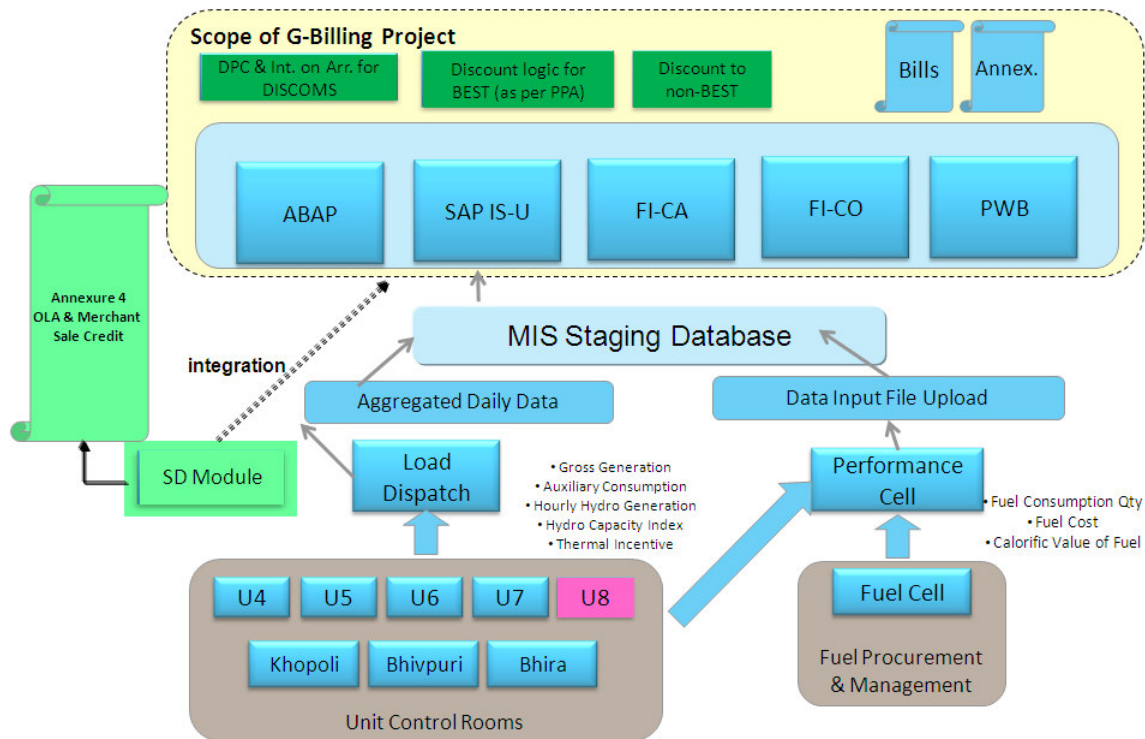 Scope of G-Billing Project
DPC & Int. on Arr. for
DISCOMS
Discount logic for
BEST (as per PPA)
Discount to
non-BEST
Bills
Annex.
ABAP
SAP IS-U
FI-CA
FI-CO
PWB
Annexure 4
OLA & Merchant
Sale Credit
integration
MIS Staging Database
Aggregated Daily Data
Data Input File Upload
SD Module
Load
Dispatch
• Gross Generation
• Auxiliary Consumption
• Hourly Hydro Generation
• Hydro Capacity Index
• Thermal Incentive
Performance
Cell
• Fuel Consumption Qty
• Fuel Cost
• Calorific Value of Fuel
U4
U5
U6
U7
U8
Khopoli
Bhivpuri
Bhira
Unit Control Rooms
Fuel Cell
Fuel Procurement
& Management